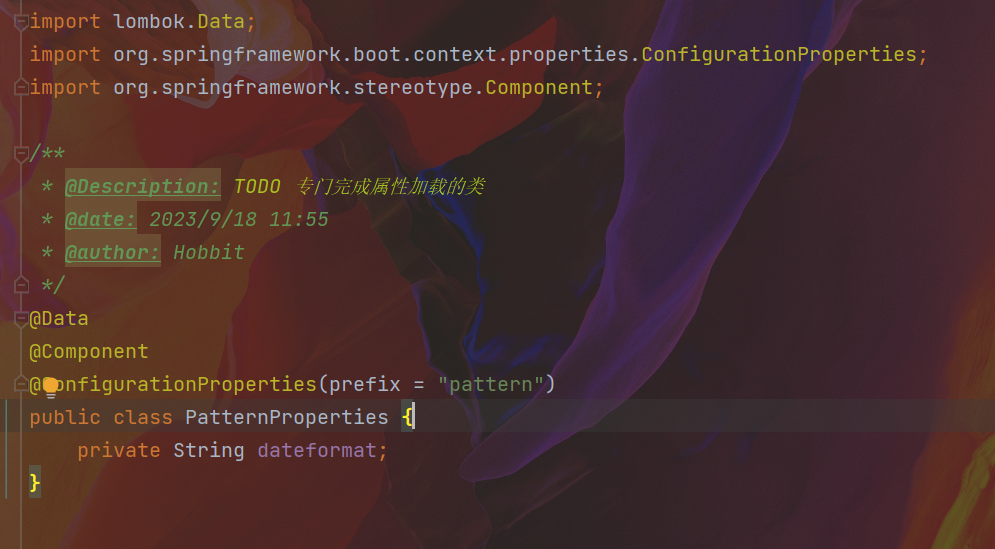 import lombok.Data;
import org.springframework.boot.context.properties.ConfigurationProperties;
import org.springframework.stereotype.Component;
/**
 * @Description: TODO 专门完成属性加载的类
 * @date: 2023/9/18 11:55
 * @author: Hobbit
 */
@Data
@Component
@ConfigurationProperties(prefix = "pattern")
public class PatternProperties {
    private String dateformat;
}